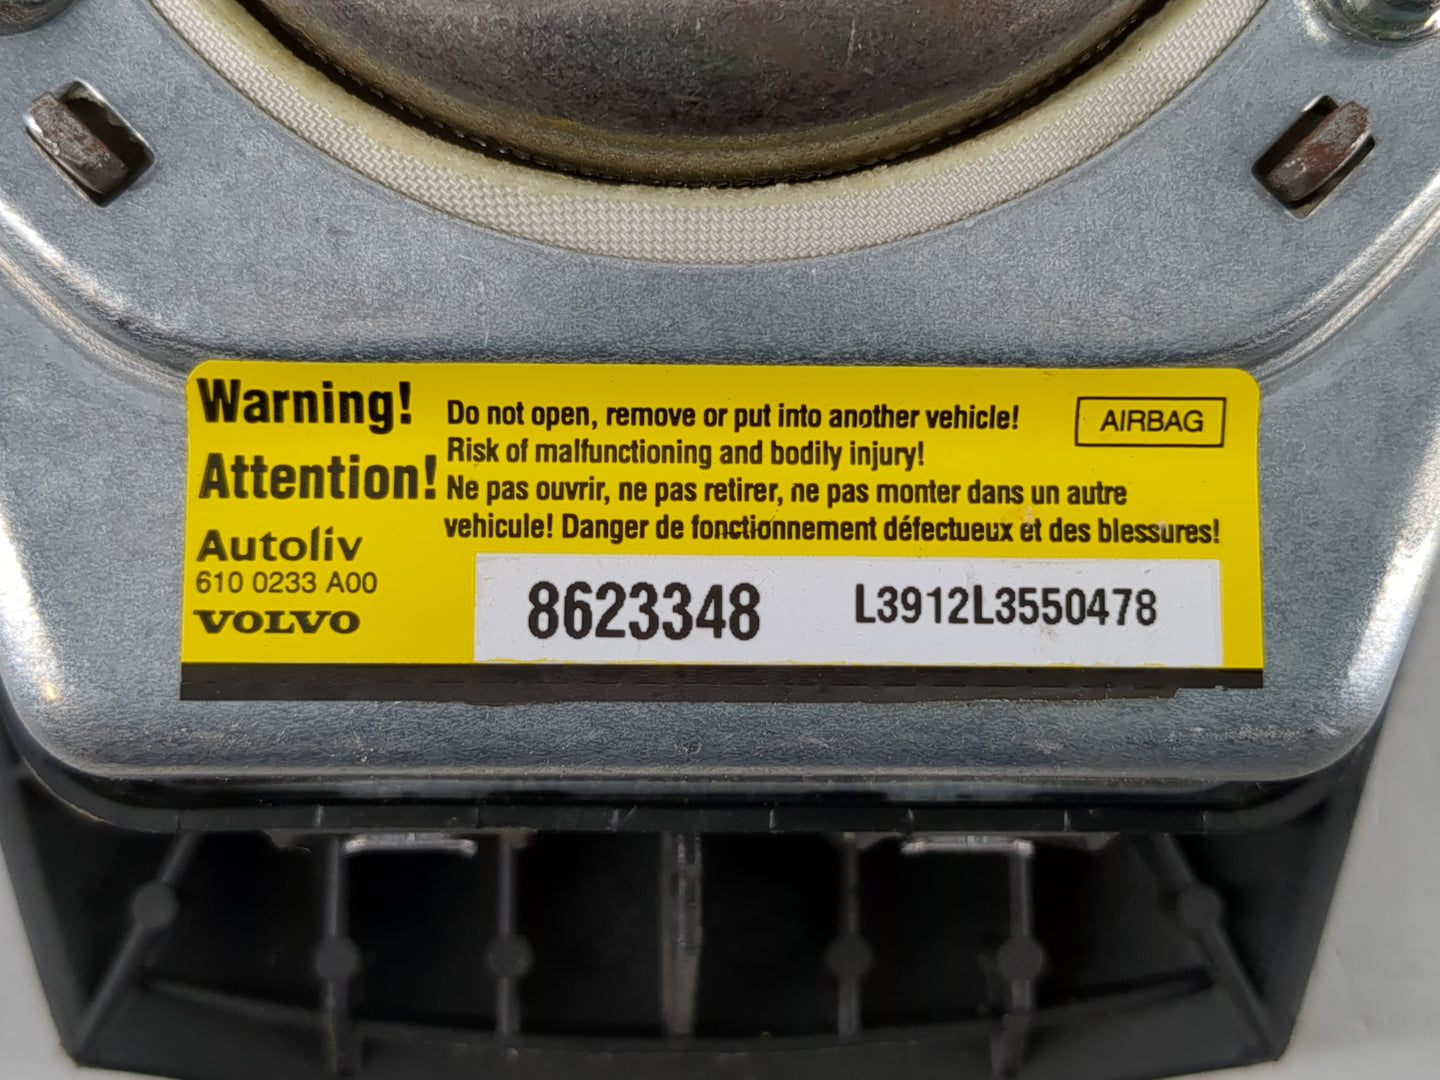 Warning!
Attention!
Autoliv
610 0233 A00
VOLVO
Do not open, remove or put into another vehicle!
Risk of malfunctioning and bodily injury!
Ne pas ouvrir, ne pas retirer, ne pas monter dans un autre
vehicule! Danger de fonctionnement défectueux et des blessures!
AIRBAG
8623348 L3912L3550478